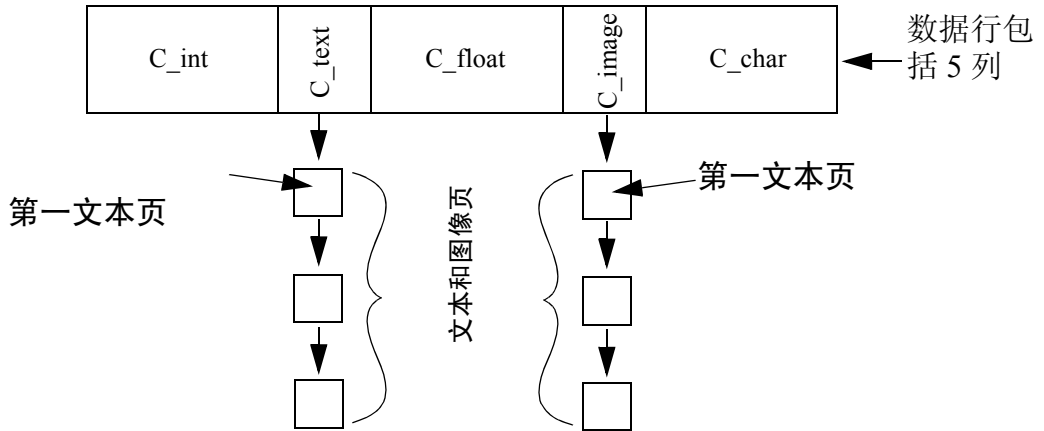 C_int
C_text
C_float
C_image
C_char
数据行包
括 5 列
第一文本页
第一文本页
文本和图像页